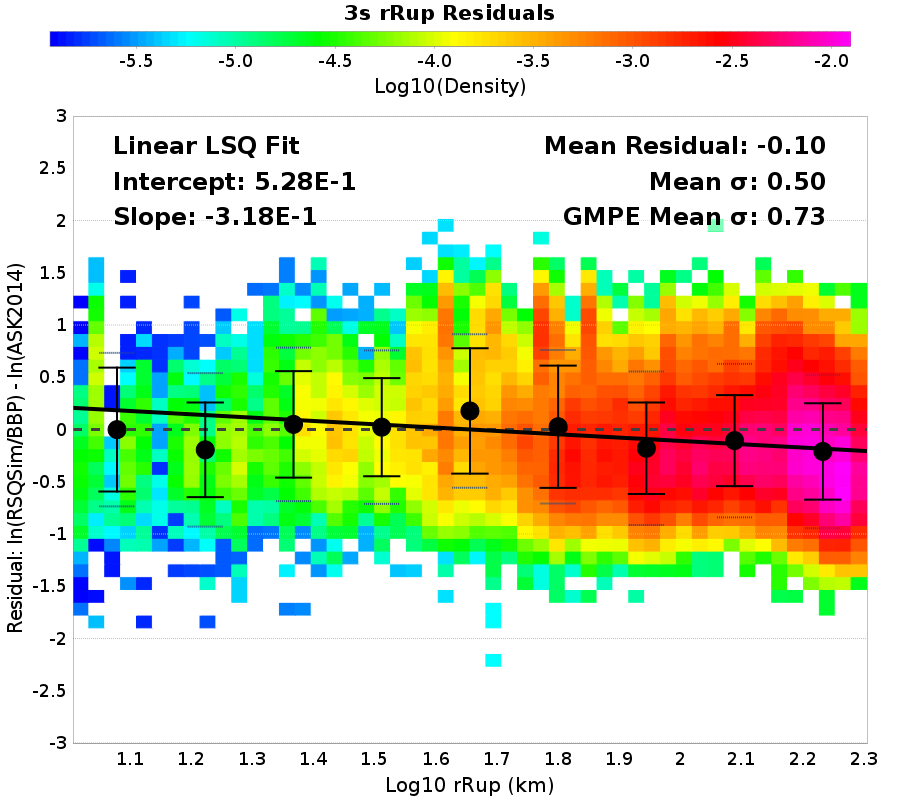 3s rRup Residuals
-5.5 -5.0 -4.5 -4.0 -3.5 -3.0 -2.5 -2.0
Log10(Density)
Linear LSQ Fit
Intercept: 5.28E-1
Slope: -3.18E-1
Mean Residual: -0.10
Mean σ: 0.50
GMPE Mean σ: 0.73
Residual: ln(RSQSim/BBP) - ln(ASK2014)
3
2.5
2
1.5
1
0.5
0
-0.5
-1
-1.5
-2
-2.5
-3
1.1 1.2 1.3 1.4 1.5 1.6 1.7 1.8 1.9 2 2.1 2.2 2.3
Log10 rRup (km)